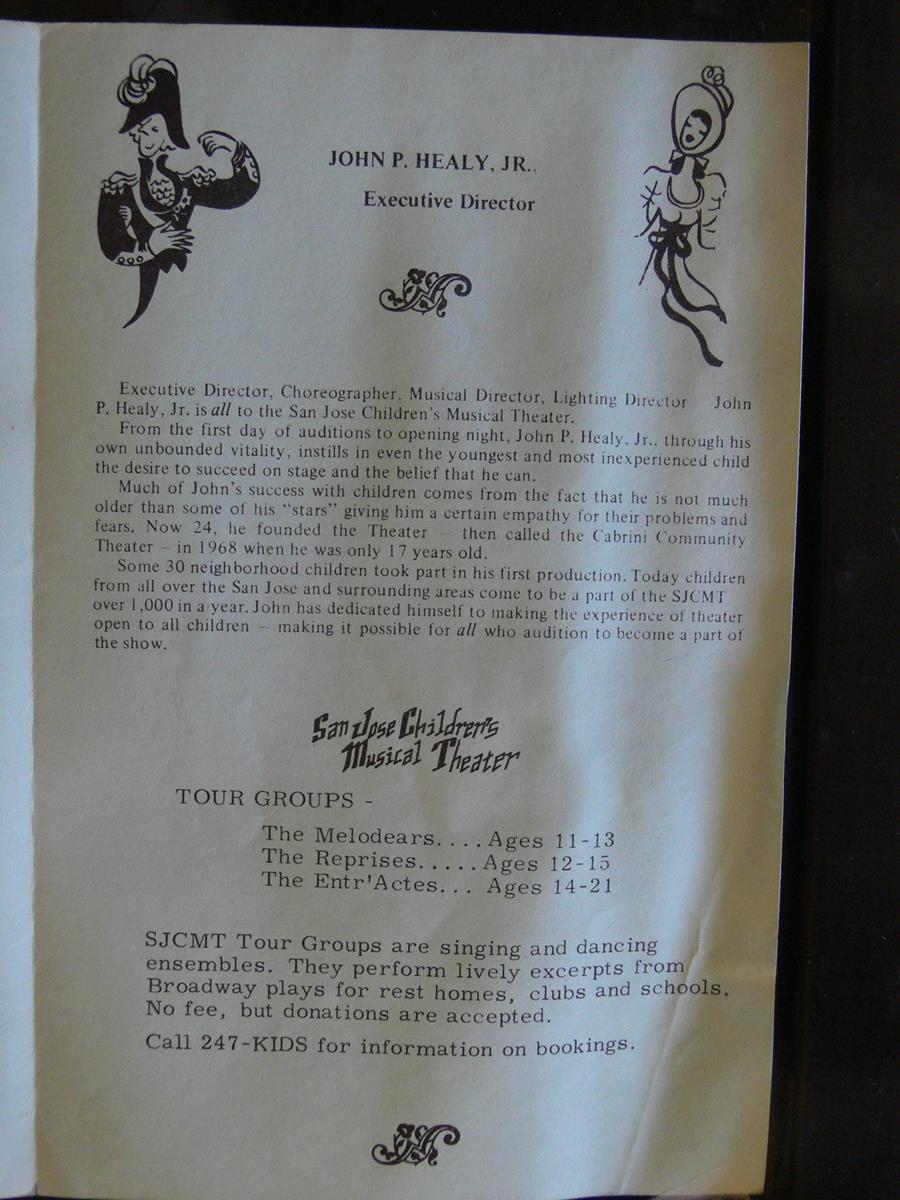 JOHN P. HEALY, JR.,
Executive Director
Executive Director, Choreographer, Musical Director, Lighting Director John
P. Healy, Jr. is all to the San Jose Children's Musical Theater.
From the first day of auditions to opening night, John P. Healy, Jr., through his
own unbounded vitality, instills in even the youngest and most inexperienced child
the desire to succeed on stage and the belief that he can.
Much of John's success with children comes from the fact that he is not much
older than some of his "stars" giving him a certain empathy for their problems and
fears. Now 24, he founded the Theater — then called the Cabrini Community
Theater — in 1968 when he was only 17 years old.
Some 30 neighborhood children took part in his first production. Today children
from all over the San Jose and surrounding areas come to be a part of the SJCMT
over 1,000 in a year. John has dedicated himself to making the experience of theater
open to all children — making it possible for all who audition to become a part of
the show.
San Jose Children's
Musical Theater
TOUR GROUPS -
The Melodears.... Ages 11-13
The Reprises..... Ages 12-15
The Entr'Actes... Ages 14-21
SJCMT Tour Groups are singing and dancing
ensembles. They perform lively excerpts from
Broadway plays for rest homes, clubs and schools.
No fee, but donations are accepted.
Call 247-KIDS for information on bookings.